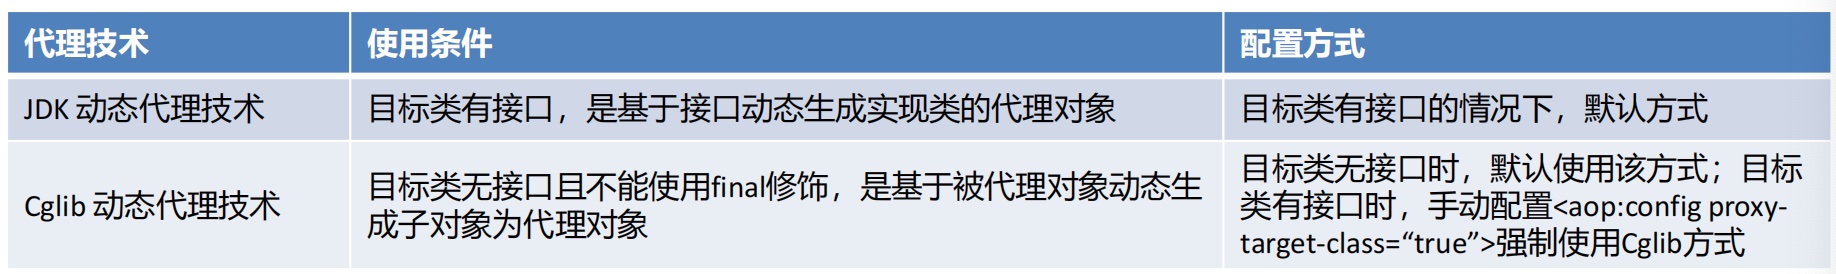 代理技术
使用条件
配置方式
JDK 动态代理技术
目标类有接口，是基于接口动态生成实现类的代理对象
目标类有接口的情况下，默认方式
Cglib 动态代理技术
目标类无接口且不能使用final修饰，是基于被代理对象动态生
成子对象为代理对象
目标类无接口时，默认使用该方式；目标
类有接口时，手动配置<aop:config proxy-
target-class=“true”>强制使用Cglib方式